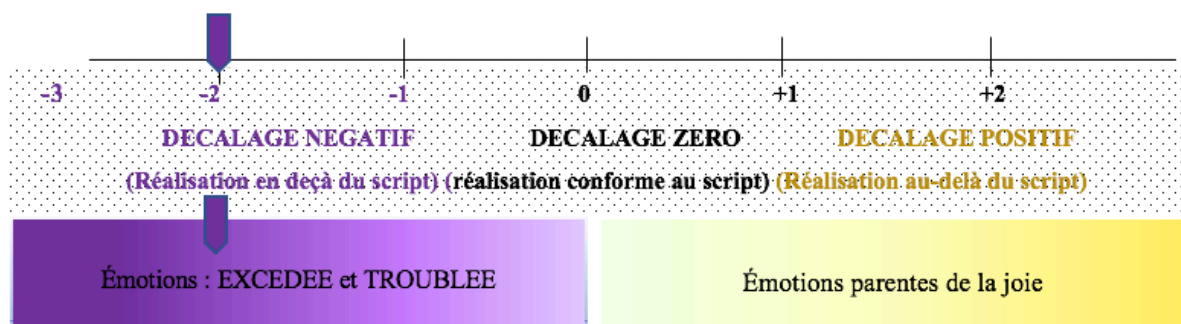 -3 -2 -1 0 +1 +2
DECALAGE NEGATIF DECALAGE ZERO DECALAGE POSITIF
(Réalisation en deçà du script) (réalisation conforme au script) (Réalisation au-delà du script)
Émotions : EXCEDEE et TROUBLEE Émotions parentes de la joie